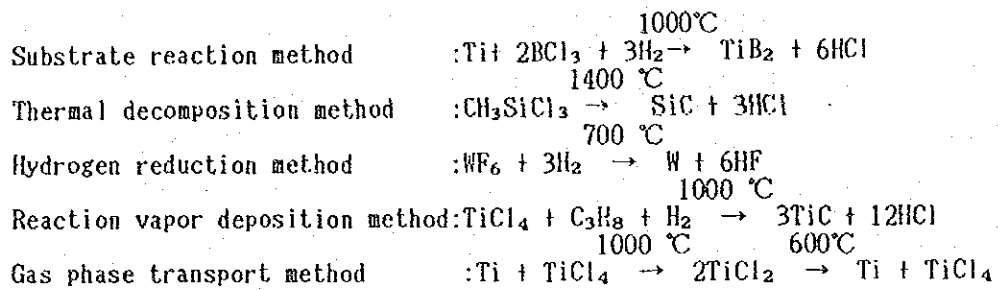 1000℃
Substrate reaction method :Ti+ 2BCl₃ + 3H₂→ TiB₂ + 6HCl
1400 ℃
Thermal decomposition method :CH₃SiCl₃ → SiC + 3HCl
700 ℃
Hydrogen reduction method :WF₆ + 3H₂ → W + 6HF
1000 ℃
Reaction vapor deposition method:TiCl₄ + C₃H₈ + H₂ → 3TiC + 12HCl
1000 ℃ 600℃
Gas phase transport method :Ti + TiCl₄ → 2TiCl₂ → Ti + TiCl₄